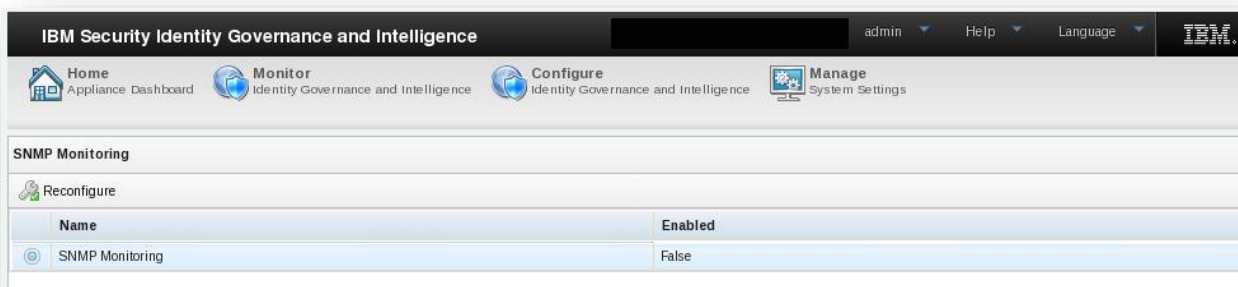 IBM Security Identity Governance and Intelligence admin Help Language IBM.
Home Monitor Configure Manage
Appliance Dashboard Identity Governance and Intelligence Identity Governance and Intelligence System Settings
SNMP Monitoring
Reconfigure
Name Enabled
SNMP Monitoring False